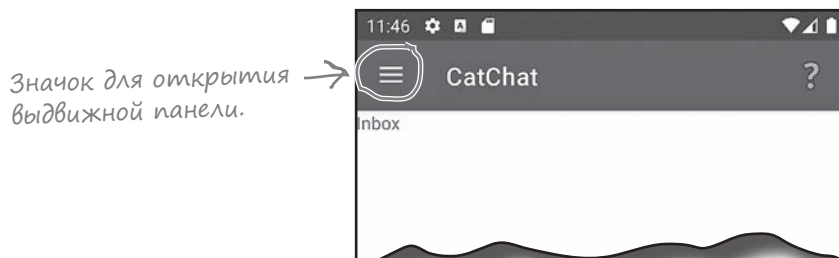 11:46
Значок для открытия
выдвижной панели.
CatChat ?
Inbox